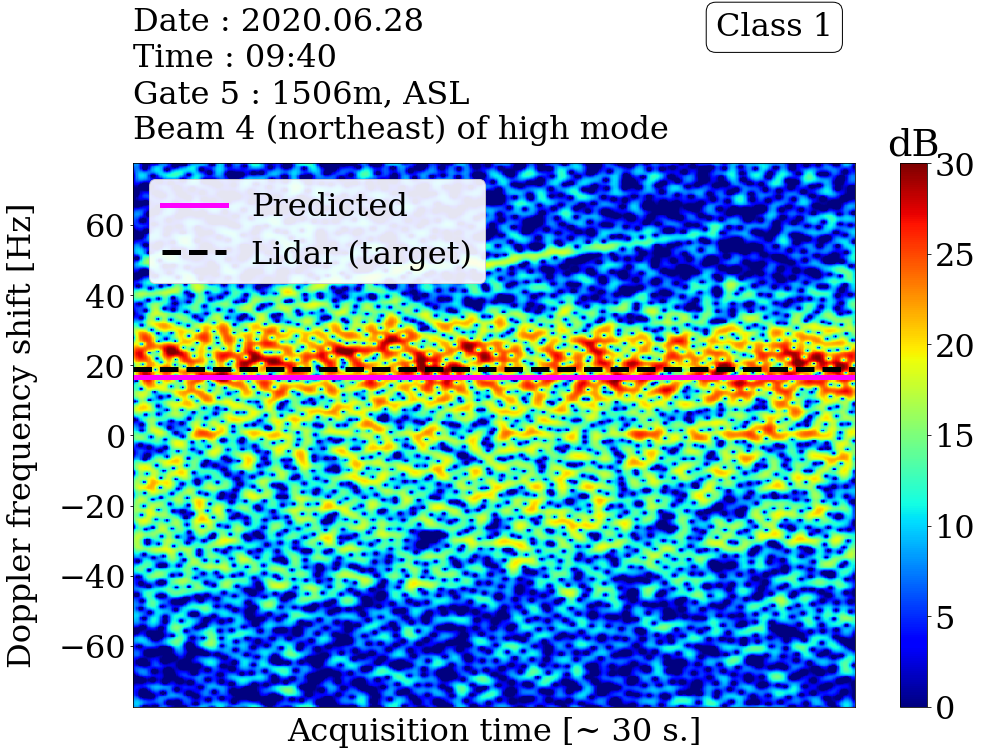 Date : 2020.06.28
Time : 09:40
Gate 5 : 1506m, ASL
Beam 4 (northeast) of high mode
Class 1
dB
Predicted
Lidar (target)
Doppler frequency shift [Hz]
60
40
20
0
−20
−40
−60
30
25
20
15
10
5
0
Acquisition time [~ 30 s.]